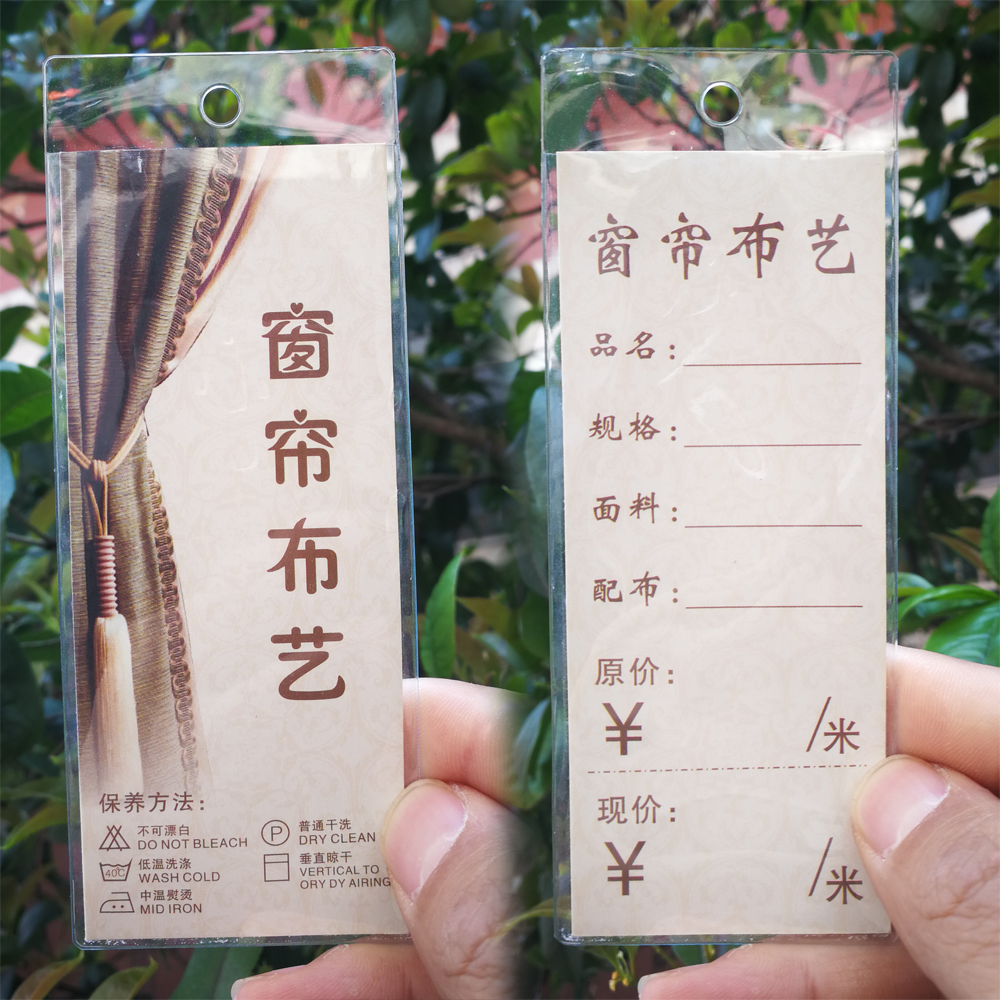 窗帘布艺
保养方法：
不可漂白
DO NOT BLEACH
低温洗涤
40℃
WASH COLD
中温熨烫
MID IRON
P
普通干洗
DRY CLEAN
垂直晾干
VERTICAL TO
ORY DY AIRING
窗帘布艺
品名：
规格：
面料：
配布：
原价：
¥ /米
现价：
¥ /米